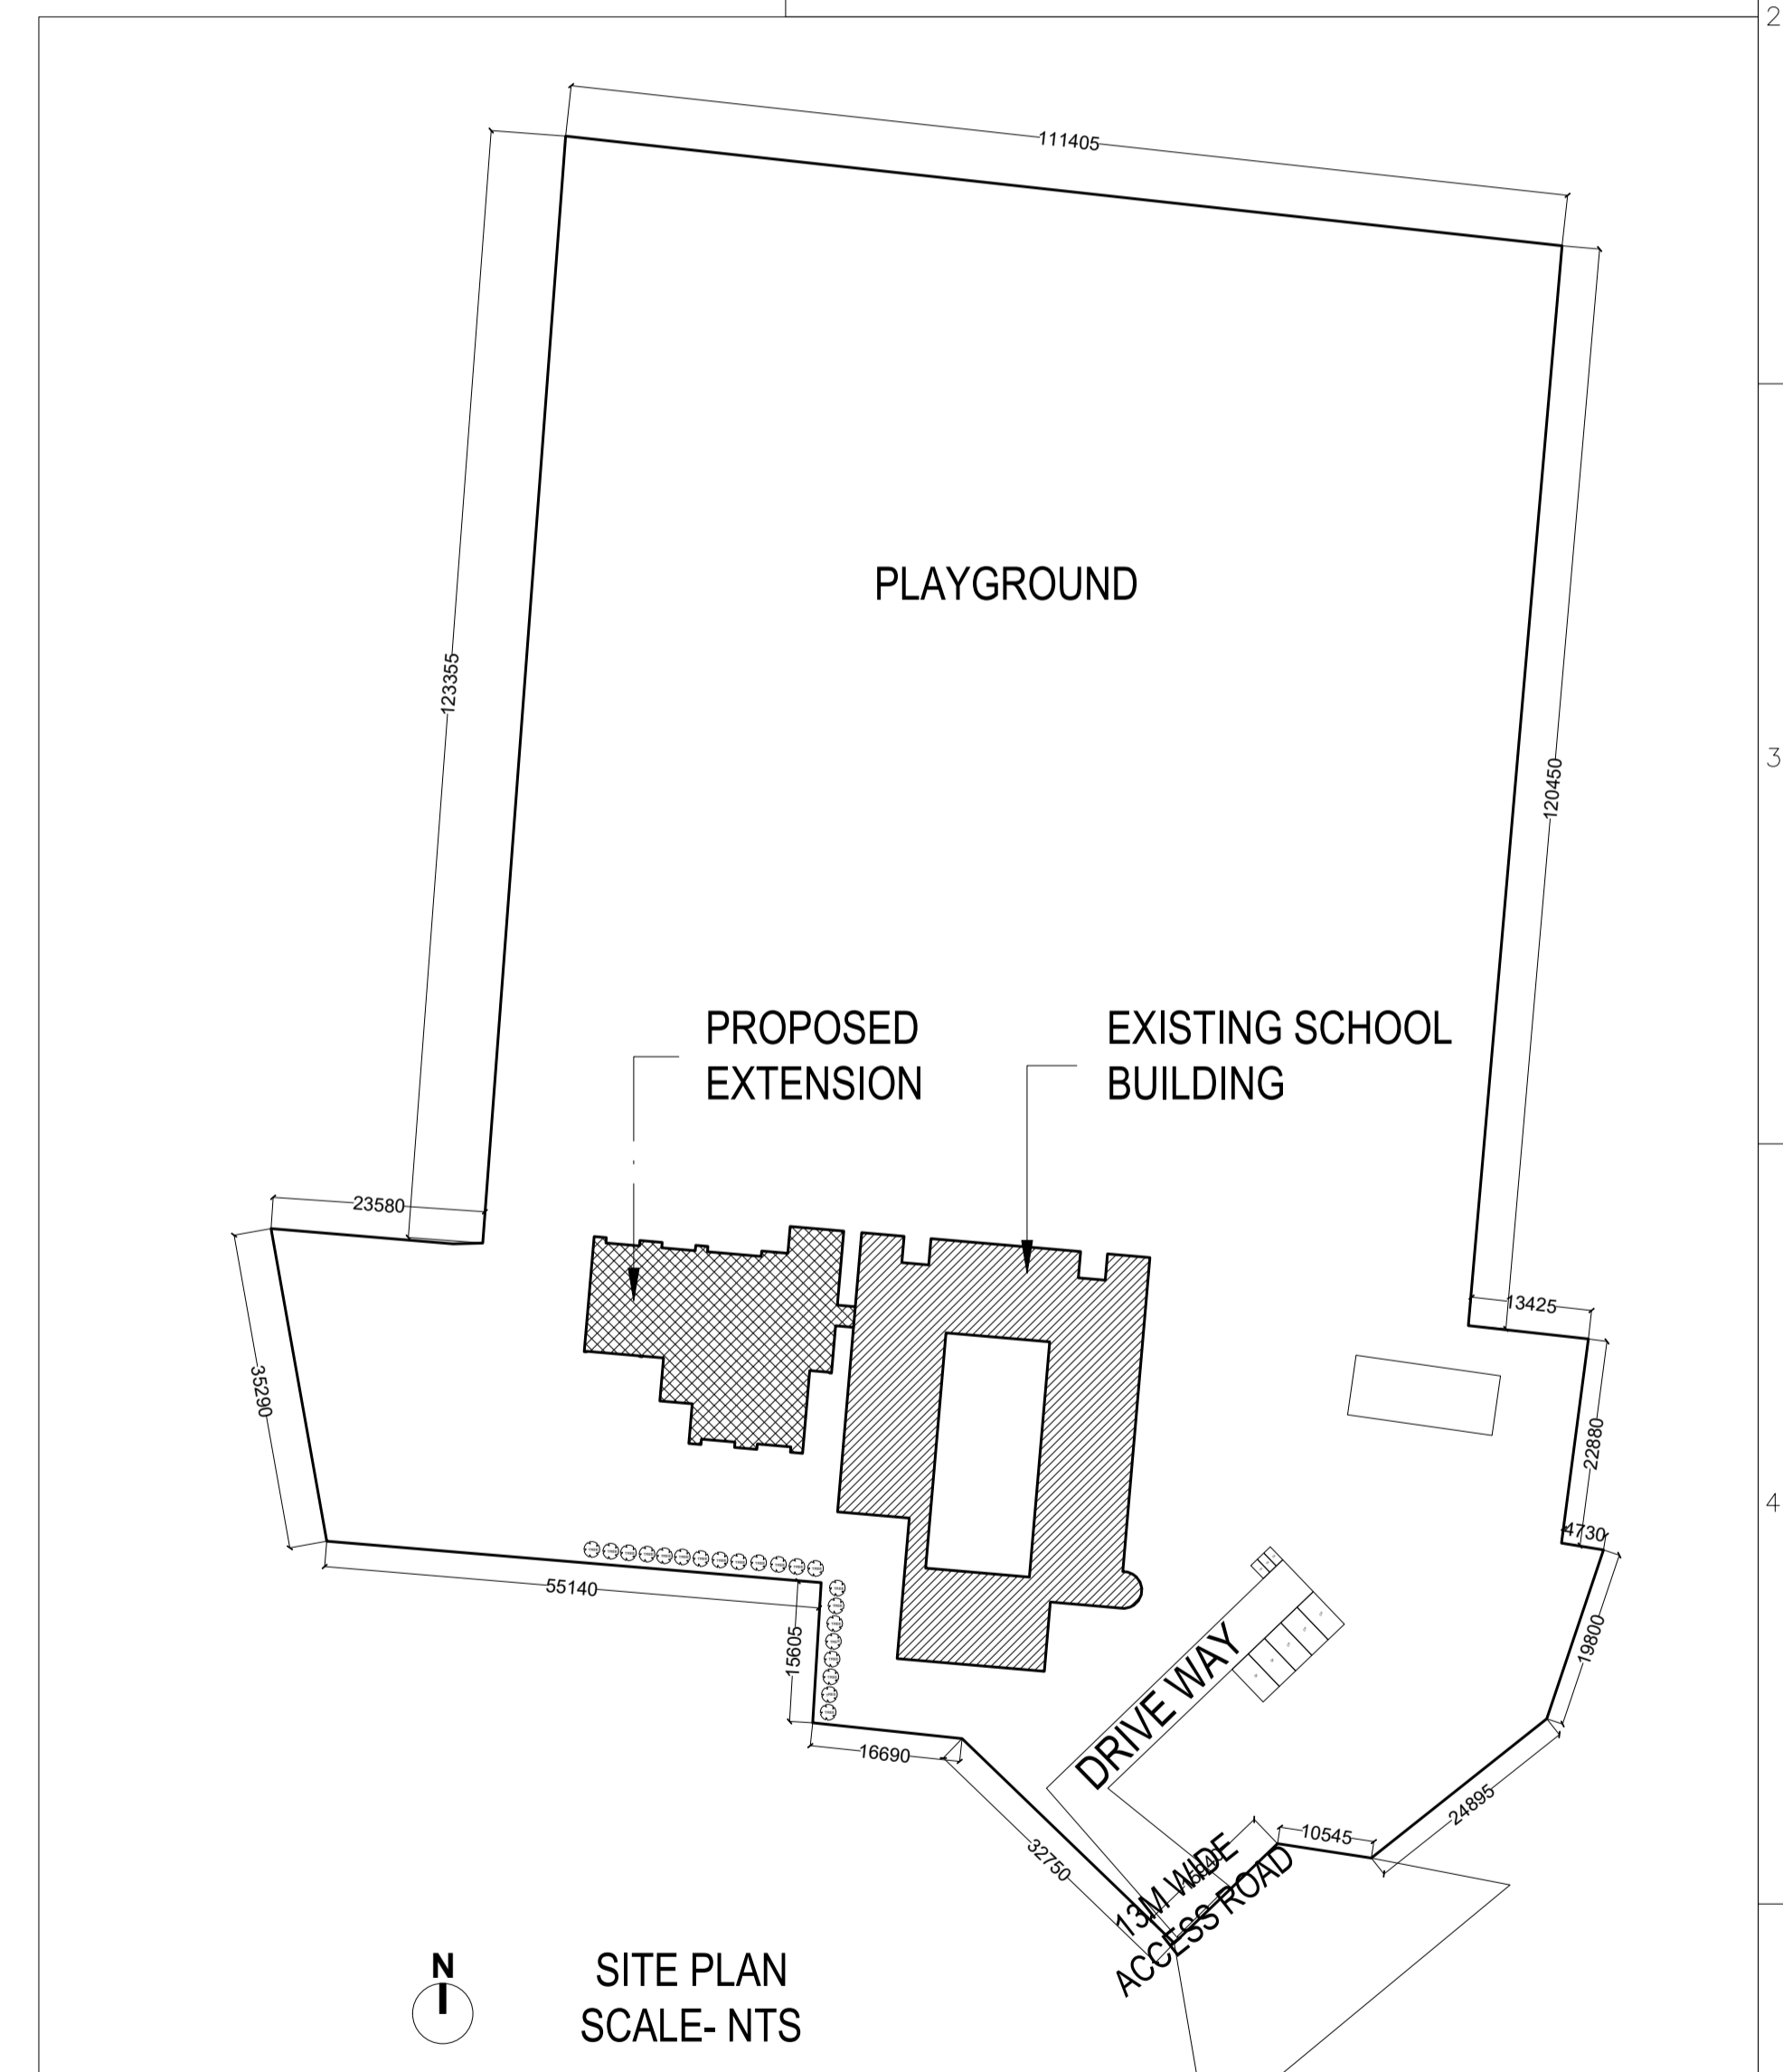 2
111405
PLAYGROUND
123355
3
120450
PROPOSED
EXTENSION
EXISTING SCHOOL
BUILDING
23580
13425
35290
22880
4
4730
55140
15605
19800
DRIVE WAY
16690
24895
10545
32750
13M WIDE
ACCESS ROAD
N
SITE PLAN
SCALE- NTS